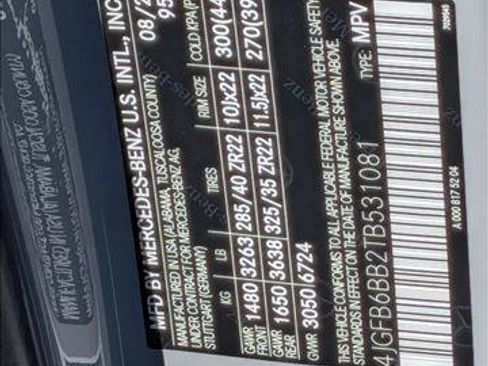 MFD BY MERCEDES-BENZ U.S. INTL., INC
08/2
MANUFACTURED IN USA (ALABAMA, TUSCALOOSA COUNTY)
95
UNDER CONTRACT FOR MERCEDES-BENZ AG,
STUTTGART (GERMANY)
KG LB TIRES RIM SIZE COLD KPA(P
GAWR FRONT 1480 3263 285/40 ZR22 10Jx22 300(44
GAWR REAR 1650 3638 325/35 ZR22 11.5Jx22 270(39
GVWR 3050 6724
THIS VEHICLE CONFORMS TO ALL APPLICABLE FEDERAL MOTOR VEHICLE SAFETY
STANDARDS IN EFFECT ON THE DATE OF MANUFACTURE SHOWN ABOVE
4JGFB6BB2TB531081 TYPE: MPV
A 000 817 52 04